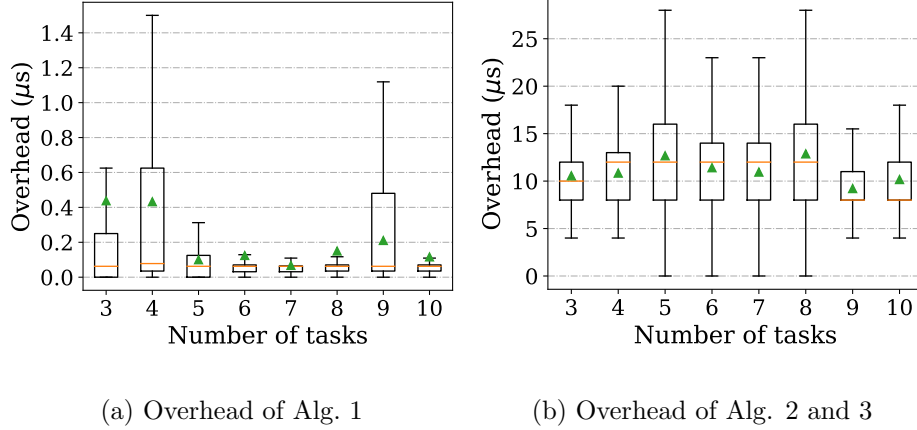 1.4
1.2
1.0
0.8
0.6
0.4
0.2
0.0
Overhead (μs)
3 4 5 6 7 8 9 10
Number of tasks
(a) Overhead of Alg. 1
25
20
15
10
5
0
Overhead (μs)
3 4 5 6 7 8 9 10
Number of tasks
(b) Overhead of Alg. 2 and 3